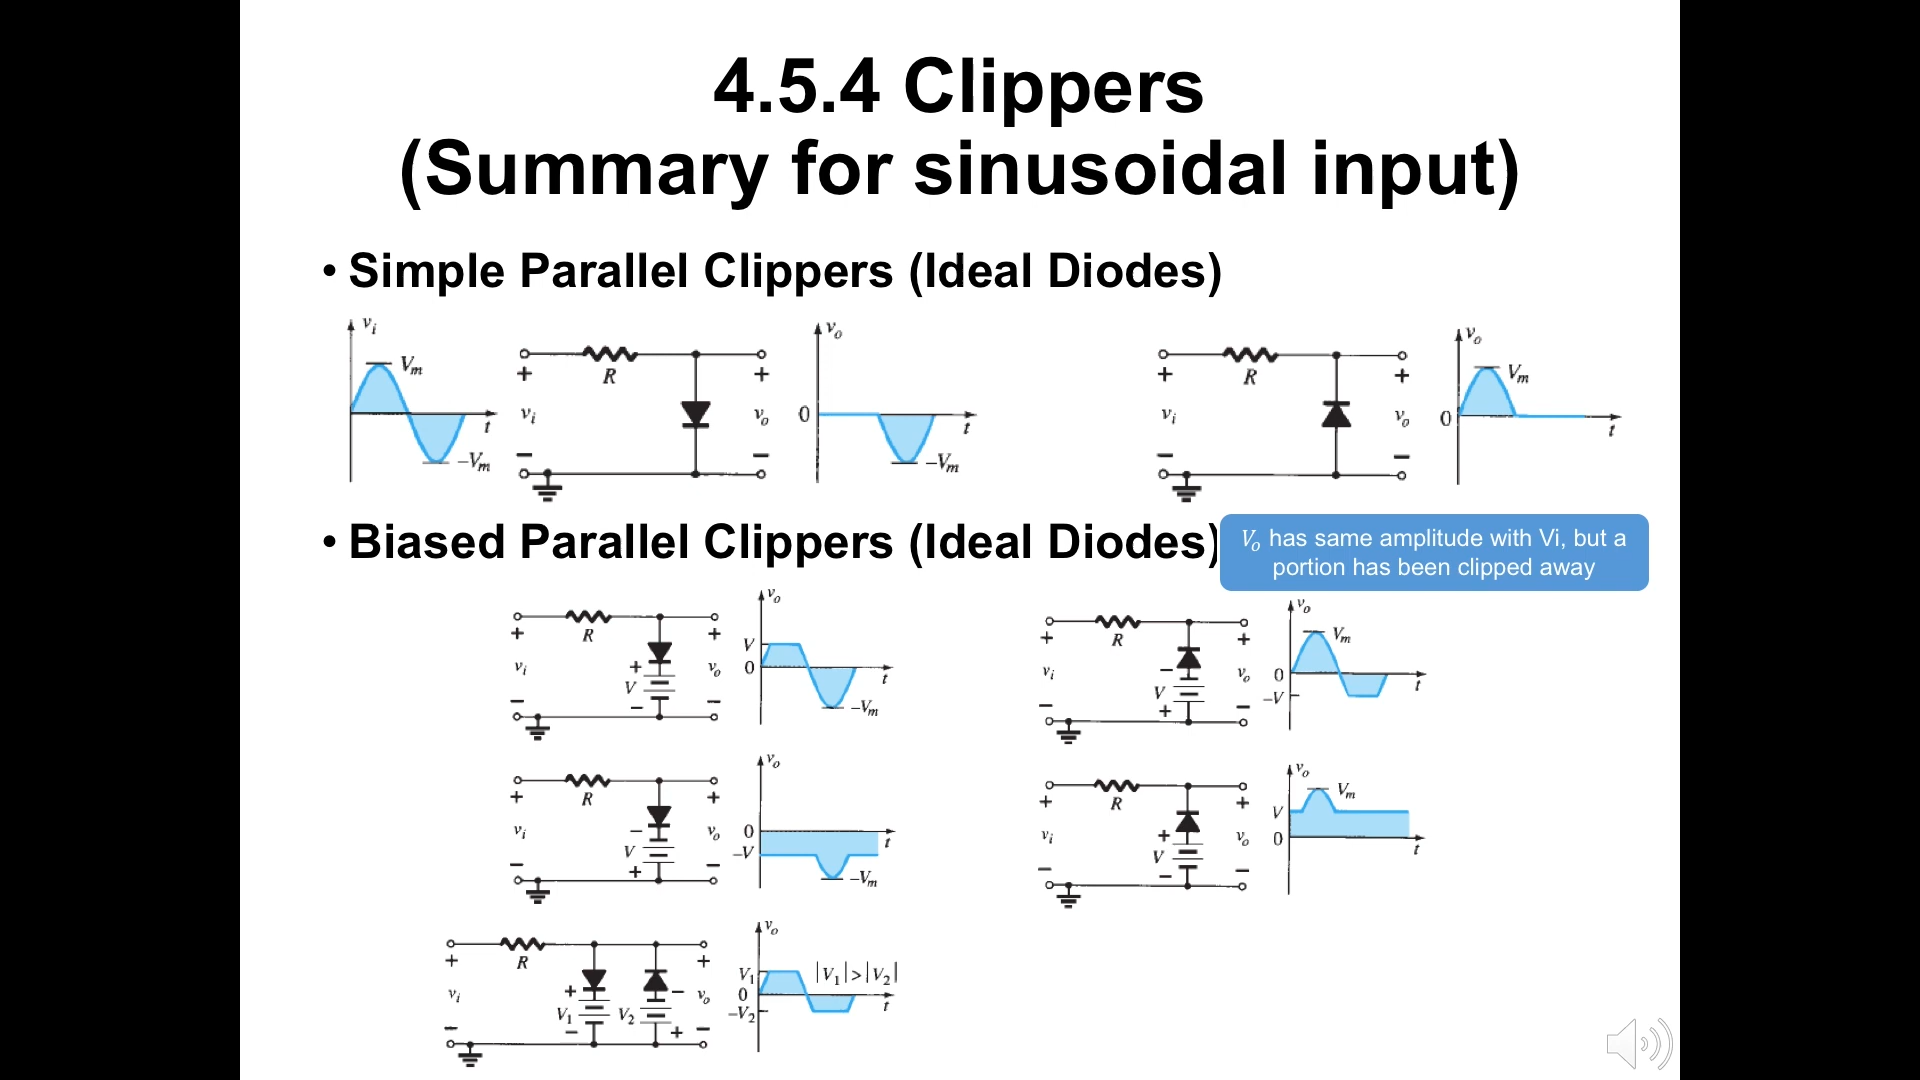 4.5.4 Clippers
(Summary for sinusoidal input)
• Simple Parallel Clippers (Ideal Diodes)
vi
Vm
t
−Vm
+
R
+
vi
vo
−
−
vo
0
t
−Vm
+
R
+
vi
vo
−
−
vo
Vm
0
t
• Biased Parallel Clippers (Ideal Diodes)
Vo has same amplitude with Vi, but a
portion has been clipped away
+
R
+
vi
+
V
−
vo
−
−
vo
V
0
t
−Vm
+
R
+
vi
−
V
+
vo
−
−
vo
Vm
0
−V
t
+
R
+
vi
−
V
+
vo
−
−
vo
0
−V
t
−Vm
+
R
+
vi
+
V
−
vo
−
−
vo
Vm
V
0
t
+
R
+
vi
+
V1
−
−
V2
+
vo
−
−
vo
V1
|V1|>|V2|
0
−V2
t